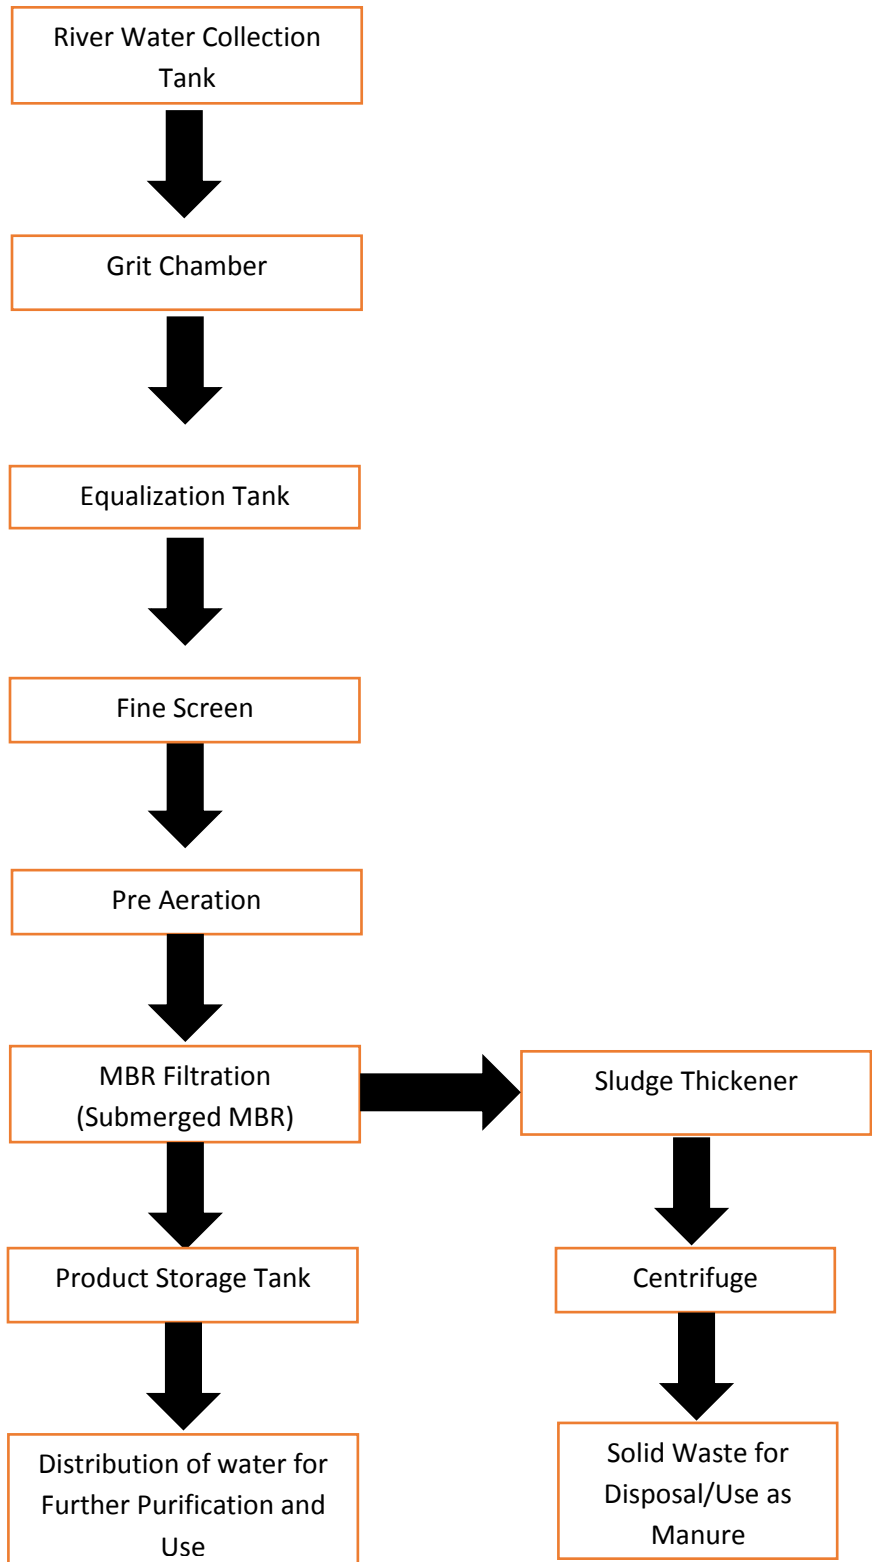 River Water Collection
Tank
Grit Chamber
Equalization Tank
Fine Screen
Pre Aeration
MBR Filtration
(Submerged MBR)
Sludge Thickener
Product Storage Tank
Centrifuge
Distribution of water for
Further Purification and
Use
Solid Waste for
Disposal/Use as
Manure